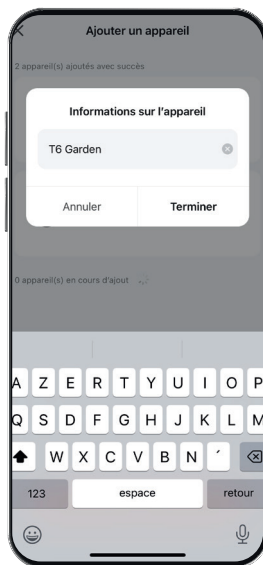 Ajouter un appareil
2 appareil(s) ajoutés avec succès
Informations sur l'appareil
T6 Garden
Annuler Terminer
0 appareil(s) en cours d'ajout
A Z E R T Y U I O P
Q S D F G H J K L M
W X C V B N ´
123 espace retour